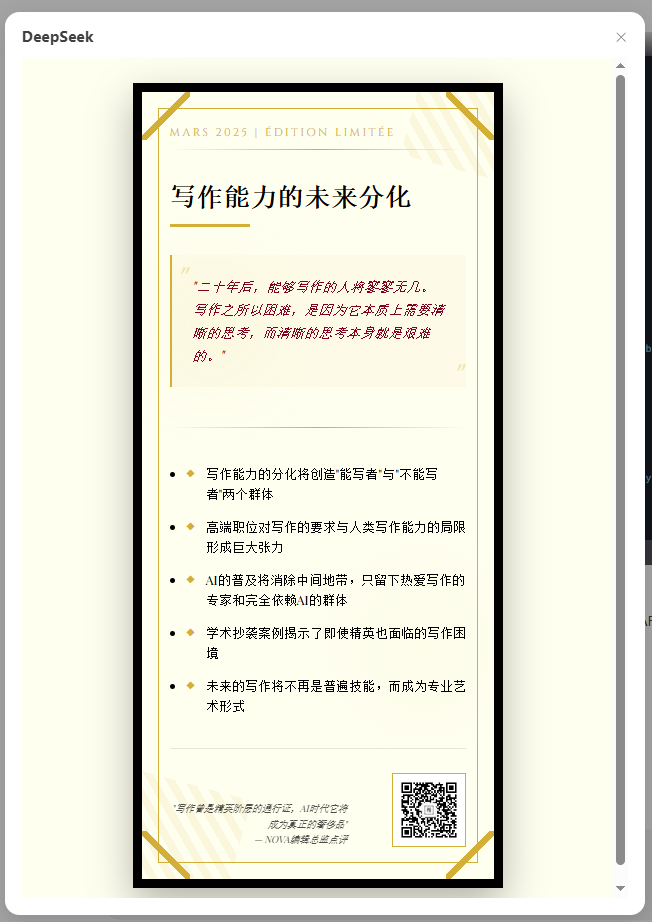 DeepSeek
MARS 2025 | ÉDITION LIMITÉE
写作能力的未来分化
"二十年后，能够写作的人将寥寥无几。
写作之所以困难，是因为它本质上需要清
晰的思考，而清晰的思考本身就是艰难
的。"
写作能力的分化将创造"能写者"与"不能写
者"两个群体
高端职位对写作的要求与人类写作能力的局限
形成巨大张力
AI的普及将消除中间地带，只留下热爱写作的
专家和完全依赖AI的群体
学术抄袭案例揭示了即使精英也面临的写作困
境
未来的写作将不再是普遍技能，而成为专业艺
术形式
"写作曾是精英阶层的通行证，AI时代它将
成为真正的奢侈品"
— NOVA编辑总监点评